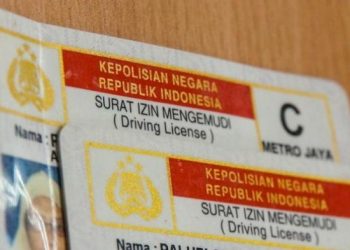 KEPOLISIAN NEGARA
REPUBLIK INDONESIA
SURAT IZIN MENGEMUDI
( Driving License )
C
METRO JAYA
Nama :
KEPOLISIAN NEGARA
REPUBLIK INDONESIA
SURAT IZIN MENGEMUDI
( Driving License )
Nama :